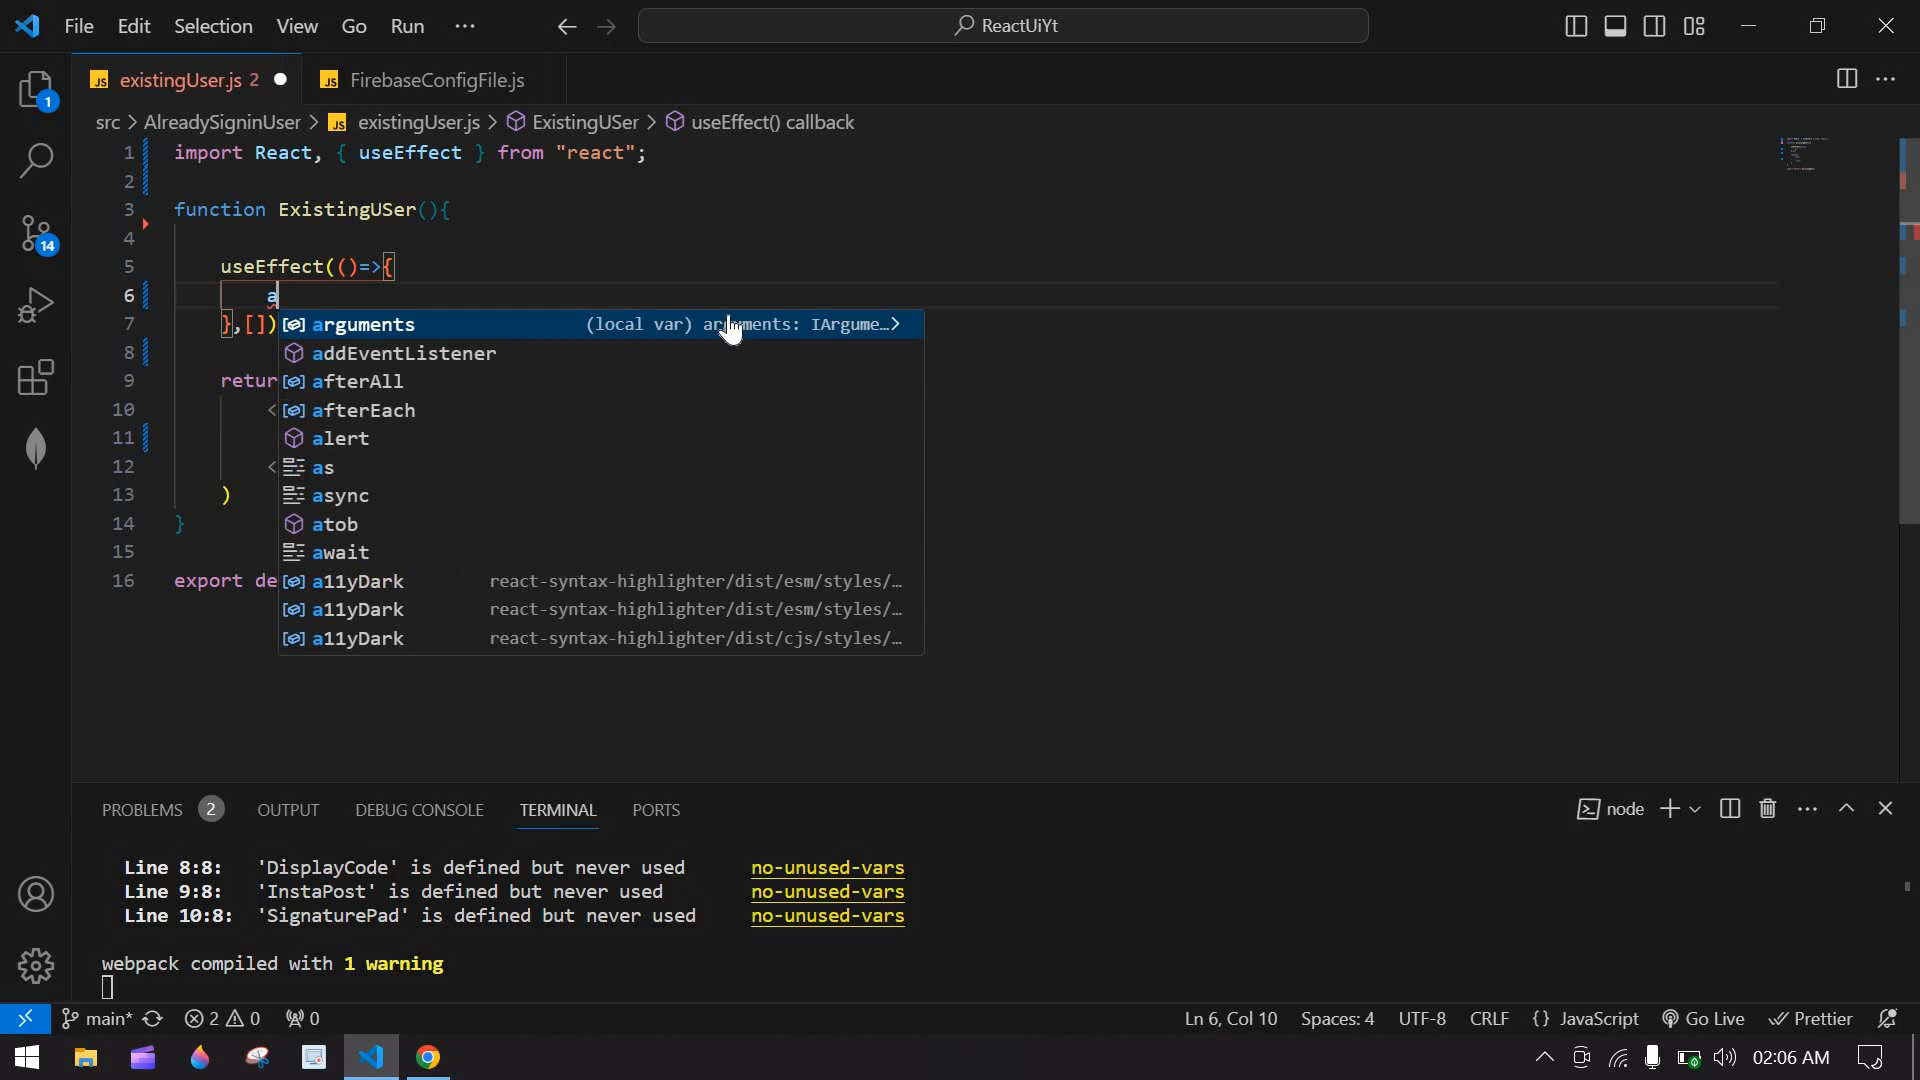 File Edit Selection View Go Run ···
ReactUiYt
existingUser.js 2
FirebaseConfigFile.js
src > AlreadySigninUser > existingUser.js > ExistingUSer > useEffect() callback
1 import React, { useEffect } from "react";
2
3 function ExistingUSer(){
4
5 useEffect(()=>{
6 a
7 },[])
arguments (local var) arguments: IArgume…
8
addEventListener
9 retur
afterAll
10 <
afterEach
11
alert
12 <
as
13 )
async
14 }
atob
15
await
16 export de
a11yDark react-syntax-highlighter/dist/esm/styles/…
a11yDark react-syntax-highlighter/dist/esm/styles/…
a11yDark react-syntax-highlighter/dist/cjs/styles/…
1
14
PROBLEMS 2 OUTPUT DEBUG CONSOLE TERMINAL PORTS
node
Line 8:8: 'DisplayCode' is defined but never used no-unused-vars
Line 9:8: 'InstaPost' is defined but never used no-unused-vars
Line 10:8: 'SignaturePad' is defined but never used no-unused-vars
webpack compiled with 1 warning
main* 2 0 0
Ln 6, Col 10 Spaces: 4 UTF-8 CRLF {} JavaScript Go Live Prettier
02:06 AM